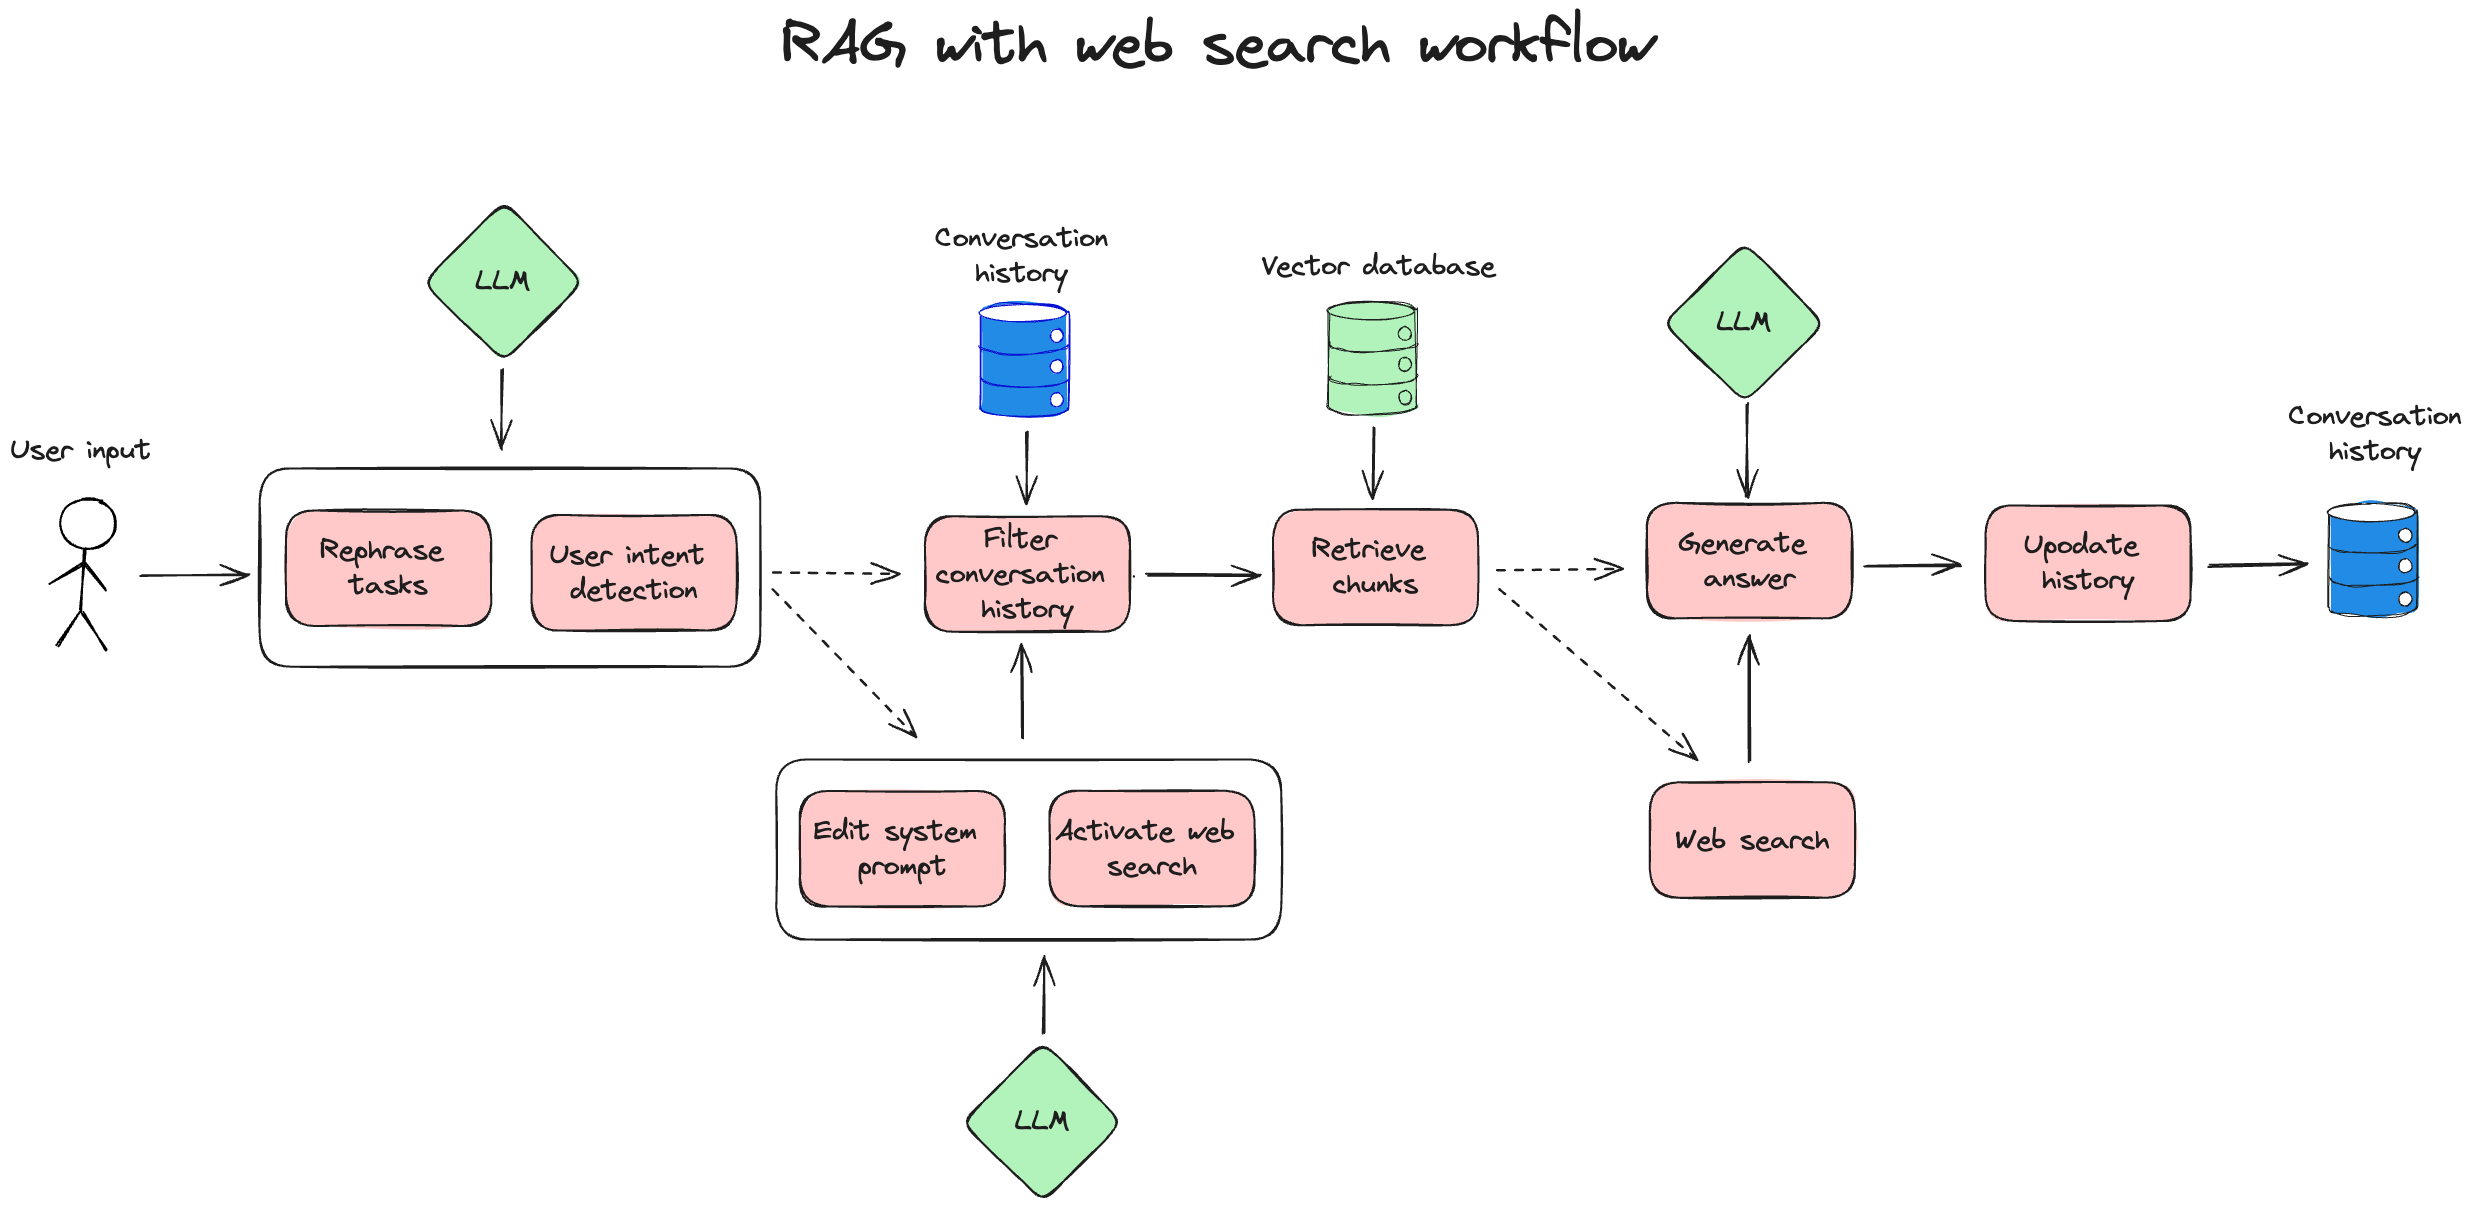 RAG with web search workflow
LLM
Conversation
history
Vector database
LLM
Conversation
history
User input
Rephrase
tasks
User intent
detection
Filter
conversation
history
Retrieve
chunks
Generate
answer
Upodate
history
Edit system
prompt
Activate web
search
Web search
LLM